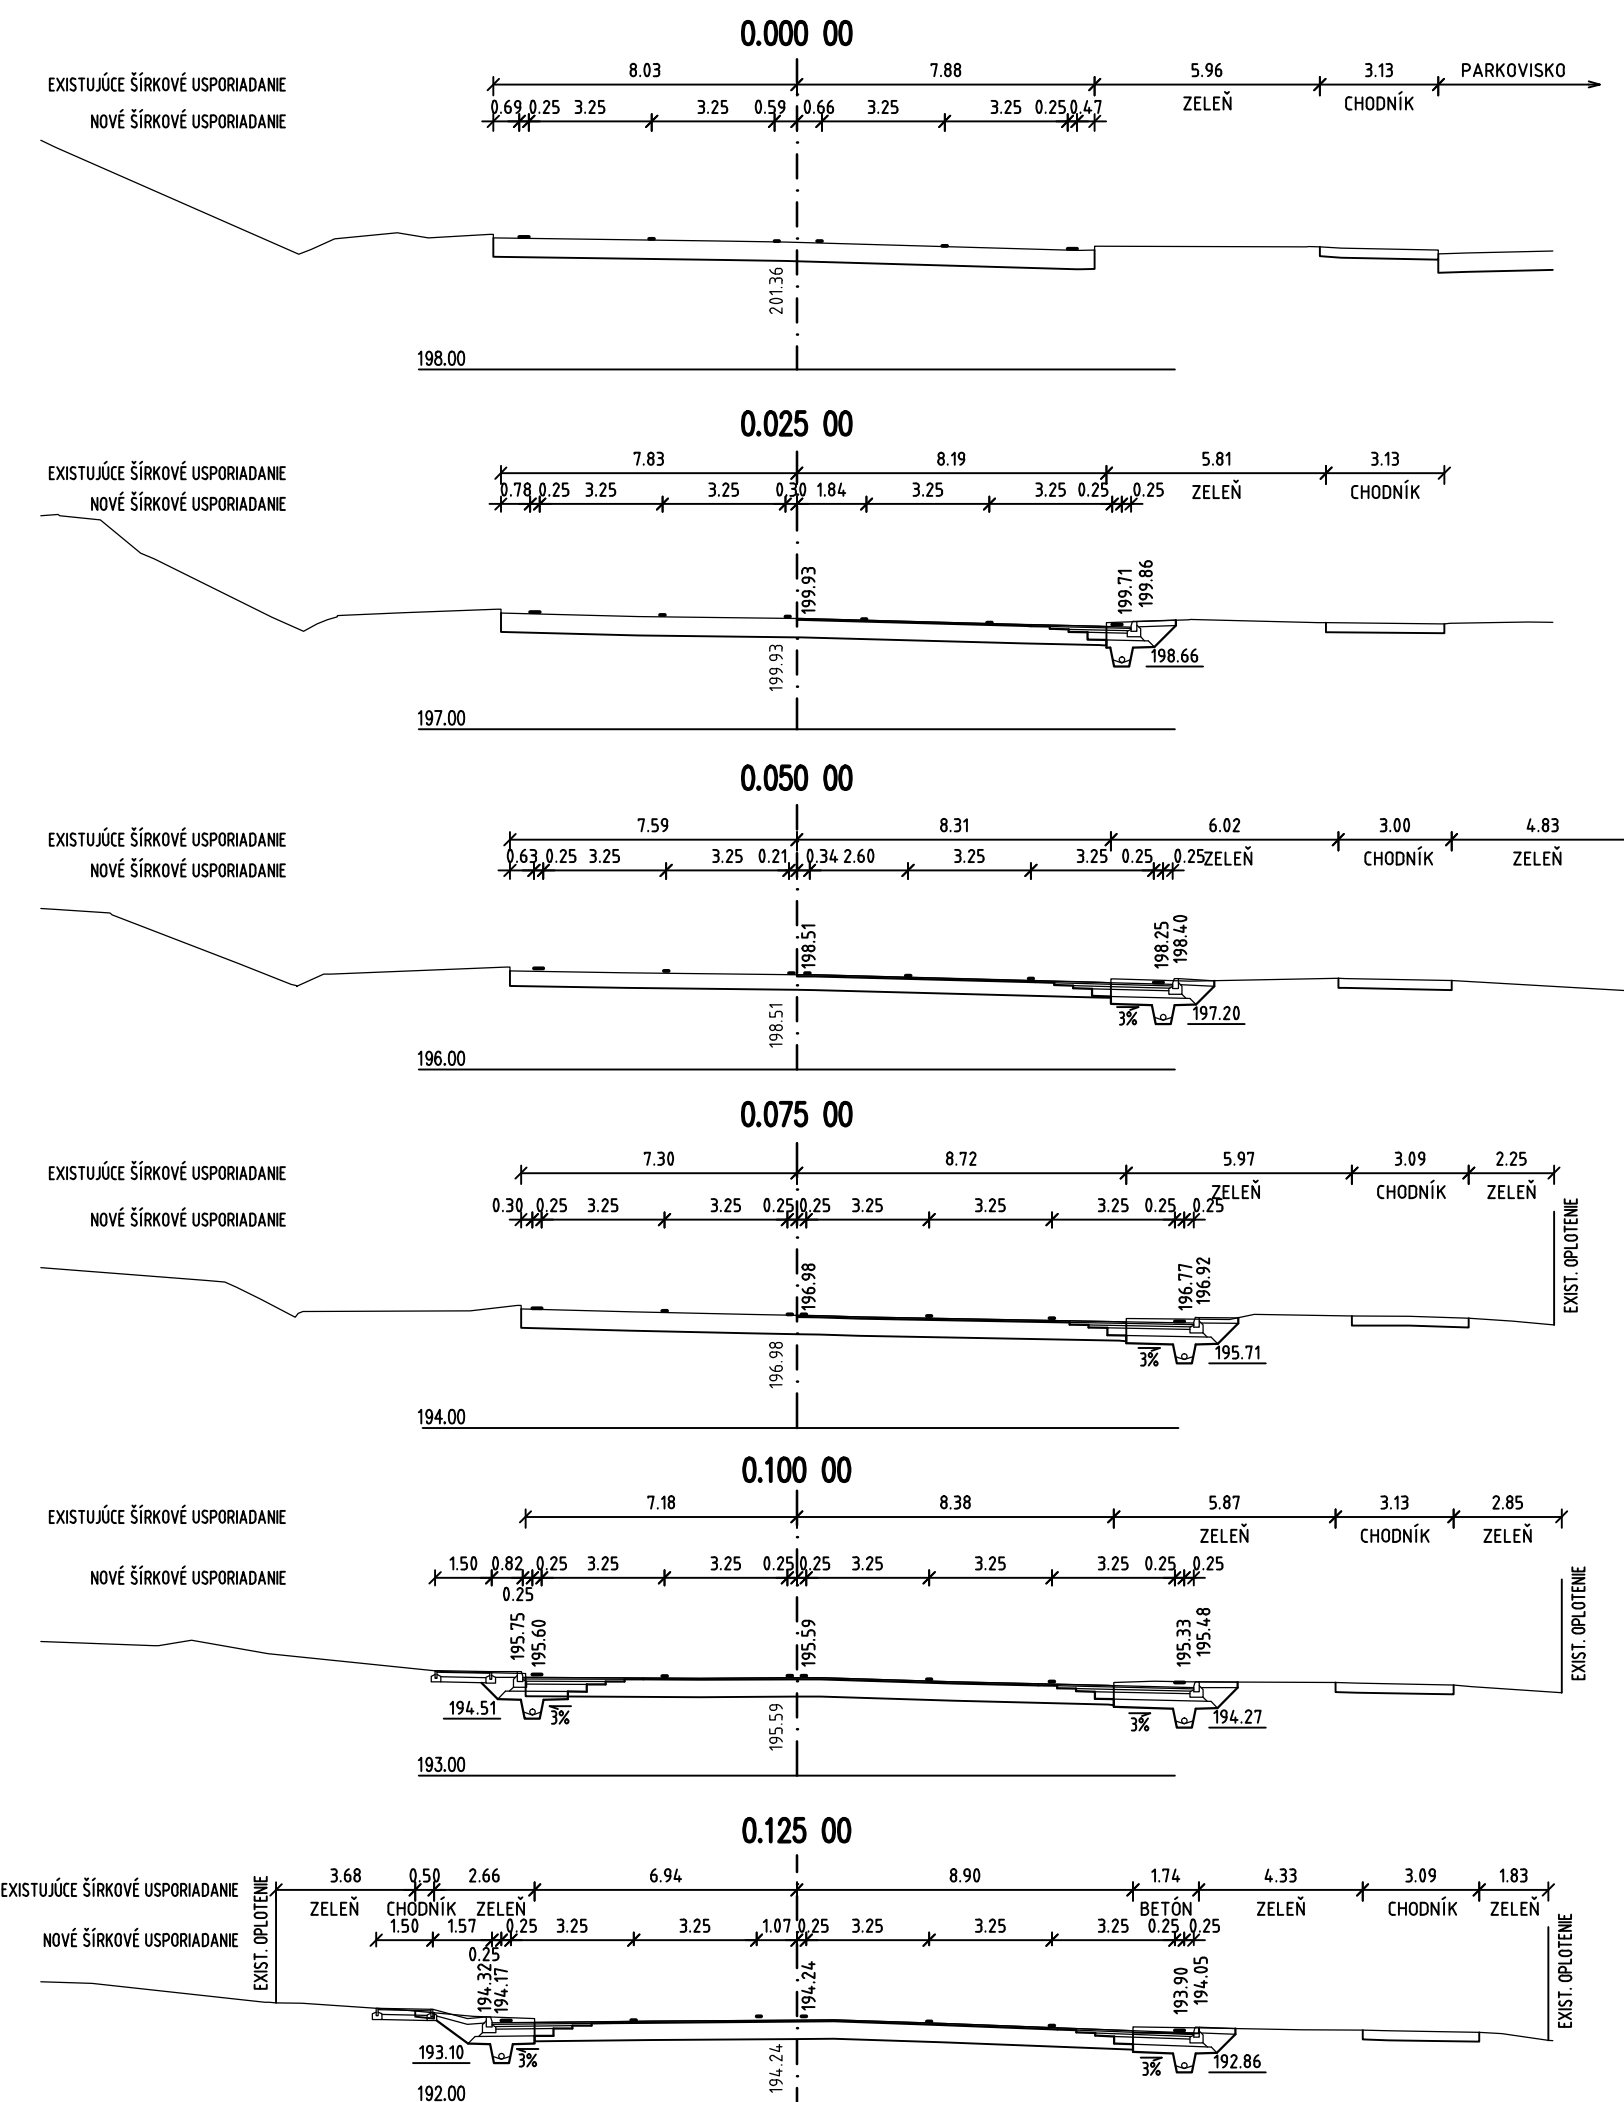 0.000 00
8.03 7.88 5.96 3.13 PARKOVISKO
EXISTUJÚCE ŠÍRKOVÉ USPORIADANIE
ZELEŇ CHODNÍK
0.69 0.25 3.25 3.25 0.59 0.66 3.25 3.25 0.25 0.47
NOVÉ ŠÍRKOVÉ USPORIADANIE
201.36
198.00
0.025 00
7.83 8.19 5.81 3.13
EXISTUJÚCE ŠÍRKOVÉ USPORIADANIE
ZELEŇ CHODNÍK
0.78 0.25 3.25 3.25 0.30 1.84 3.25 3.25 0.25 0.25
NOVÉ ŠÍRKOVÉ USPORIADANIE
199.93 199.71 199.86
199.93 198.66
197.00
0.050 00
7.59 8.31 6.02 3.00 4.83
EXISTUJÚCE ŠÍRKOVÉ USPORIADANIE
ZELEŇ CHODNÍK ZELEŇ
0.63 0.25 3.25 3.25 0.21 0.34 2.60 3.25 3.25 0.25 0.25
NOVÉ ŠÍRKOVÉ USPORIADANIE
198.51 198.25 198.40
198.51 3% 197.20
196.00
0.075 00
7.30 8.72 5.97 3.09 2.25
EXISTUJÚCE ŠÍRKOVÉ USPORIADANIE
ZELEŇ CHODNÍK ZELEŇ
0.30 0.25 3.25 3.25 0.25 0.25 3.25 3.25 3.25 0.25 0.25
NOVÉ ŠÍRKOVÉ USPORIADANIE
EXIST. OPLOTENIE
196.98 196.77 196.92
196.98 3% 195.71
194.00
0.100 00
7.18 8.38 5.87 3.13 2.85
EXISTUJÚCE ŠÍRKOVÉ USPORIADANIE
ZELEŇ CHODNÍK ZELEŇ
1.50 0.82 0.25 3.25 3.25 0.25 0.25 3.25 3.25 3.25 0.25 0.25
NOVÉ ŠÍRKOVÉ USPORIADANIE
0.25
EXIST. OPLOTENIE
195.75 195.60 195.59 195.33 195.48
194.51 3% 195.59 3% 194.27
193.00
0.125 00
3.68 0.50 2.66 6.94 8.90 1.74 4.33 3.09 1.83
EXISTUJÚCE ŠÍRKOVÉ USPORIADANIE
EXIST. OPLOTENIE
ZELEŇ CHODNÍK ZELEŇ BETÓN ZELEŇ CHODNÍK ZELEŇ
1.50 1.57 0.25 3.25 3.25 1.07 0.25 3.25 3.25 3.25 0.25 0.25
NOVÉ ŠÍRKOVÉ USPORIADANIE
0.25
EXIST. OPLOTENIE
194.32 194.17 194.24 193.90 194.05
193.10 3% 194.24 3% 192.86
192.00